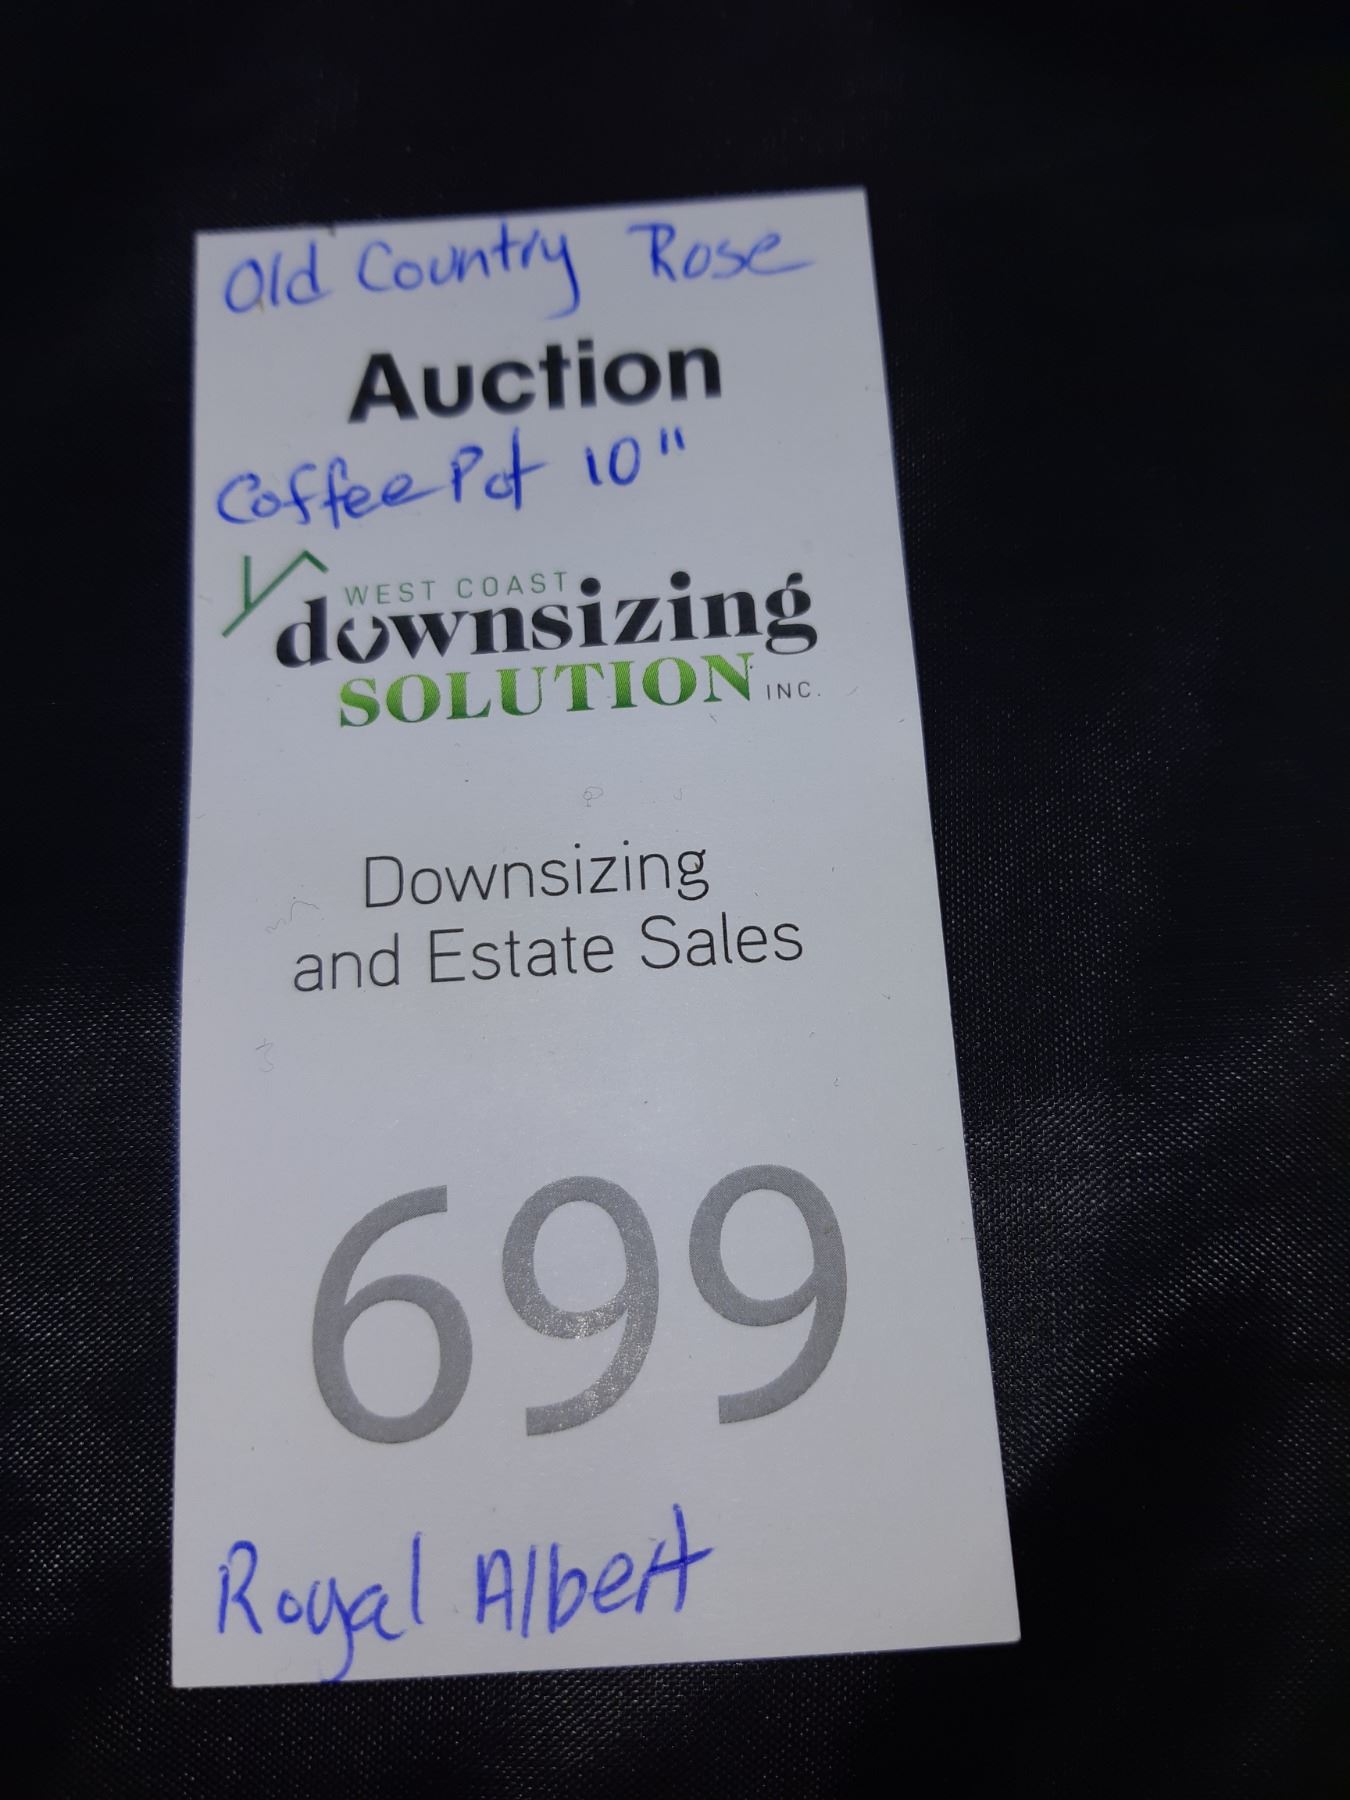 Old Country Rose
Auction
Coffee Pot 10"
WEST COAST
downsizing
SOLUTION INC.
Downsizing
and Estate Sales
699
Royal Albert